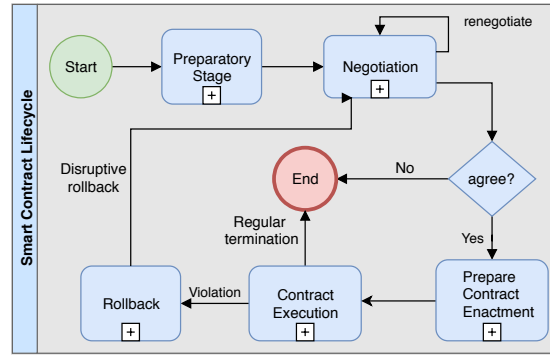 Smart Contract Lifecycle
Start
Preparatory
Stage
+
Negotiation
+
renegotiate
Disruptive
rollback
End
No
agree?
Regular
termination
Yes
Rollback
+
Violation
Contract
Execution
+
Prepare
Contract
Enactment
+